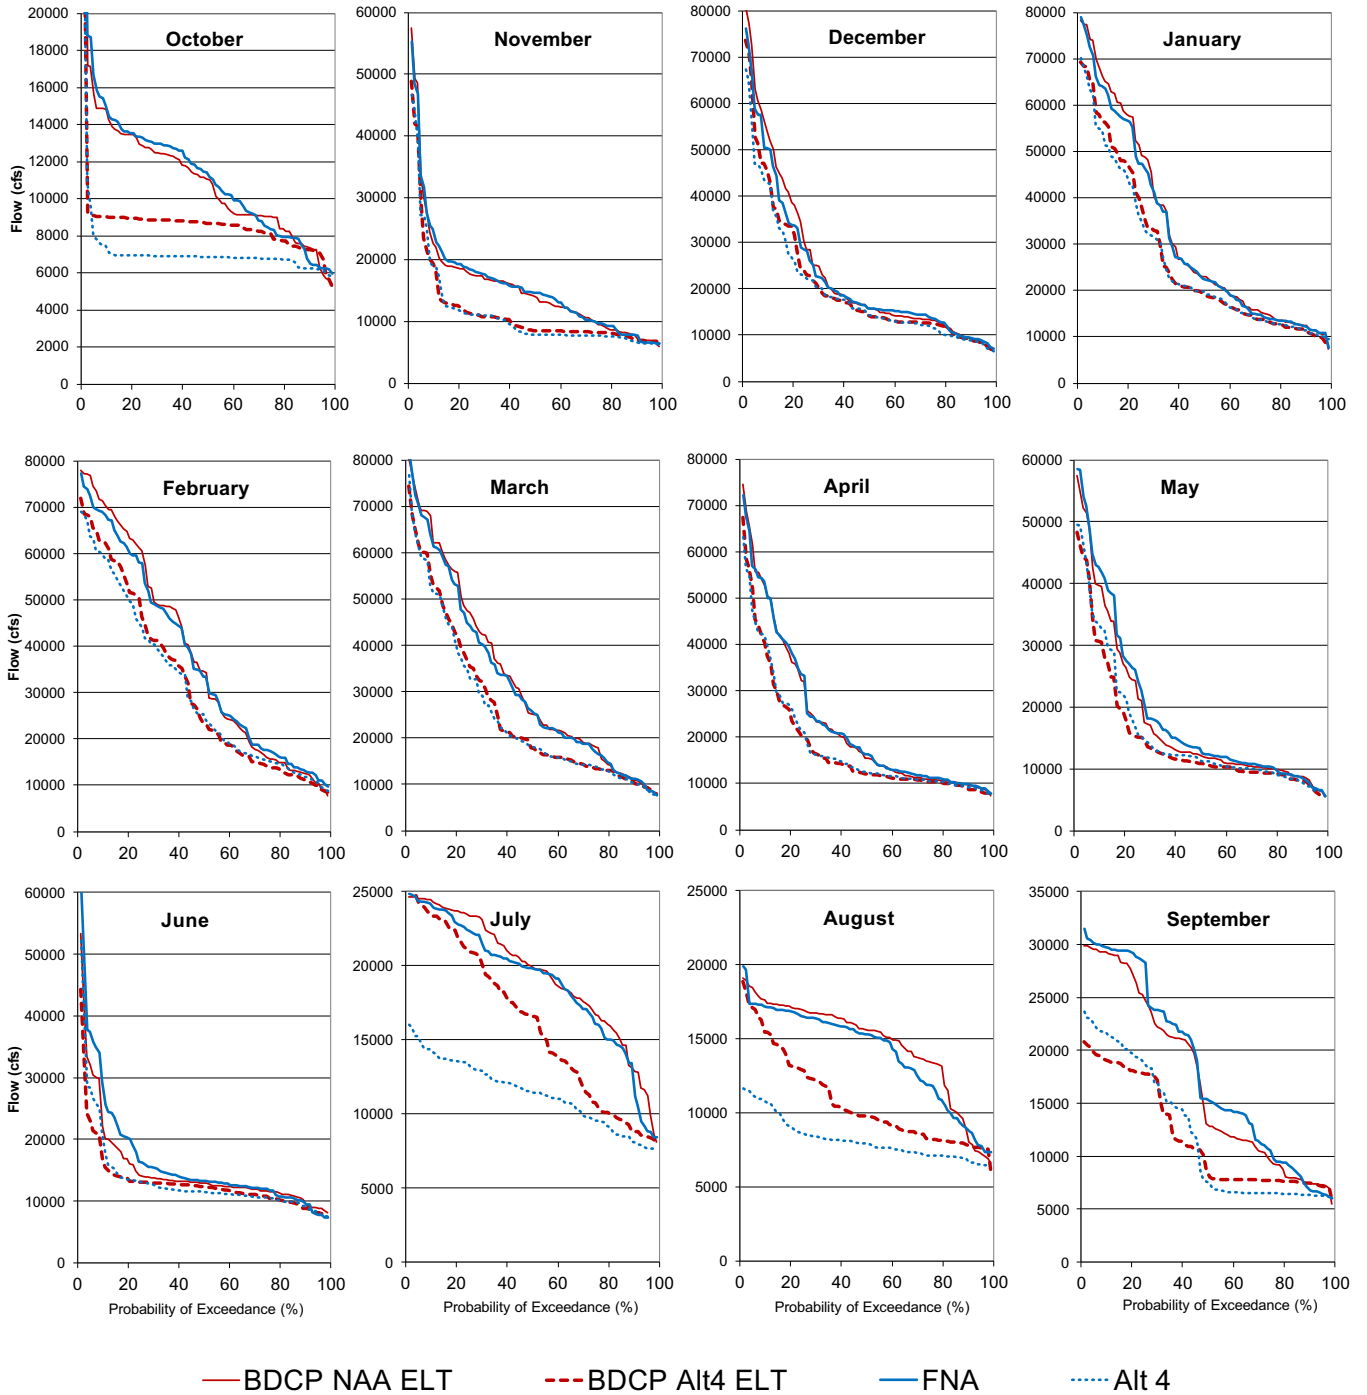 October
November
December
January
Flow (cfs)
20000
18000
16000
14000
12000
10000
8000
6000
4000
2000
0
0 20 40 60 80 100
60000
50000
40000
30000
20000
10000
0
0 20 40 60 80 100
80000
70000
60000
50000
40000
30000
20000
10000
0
0 20 40 60 80 100
80000
70000
60000
50000
40000
30000
20000
10000
0
0 20 40 60 80 100
February
March
April
May
Flow (cfs)
80000
70000
60000
50000
40000
30000
20000
10000
0
0 20 40 60 80 100
80000
70000
60000
50000
40000
30000
20000
10000
0
0 20 40 60 80 100
80000
70000
60000
50000
40000
30000
20000
10000
0
0 20 40 60 80 100
60000
50000
40000
30000
20000
10000
0
0 20 40 60 80 100
June
July
August
September
Flow (cfs)
60000
50000
40000
30000
20000
10000
0
0 20 40 60 80 100
Probability of Exceedance (%)
25000
20000
15000
10000
5000
0
0 20 40 60 80 100
Probability of Exceedance (%)
25000
20000
15000
10000
5000
0
0 20 40 60 80 100
Probability of Exceedance (%)
35000
30000
25000
20000
15000
10000
5000
0
0 20 40 60 80 100
Probability of Exceedance (%)
BDCP NAA ELT
BDCP Alt4 ELT
FNA
Alt 4